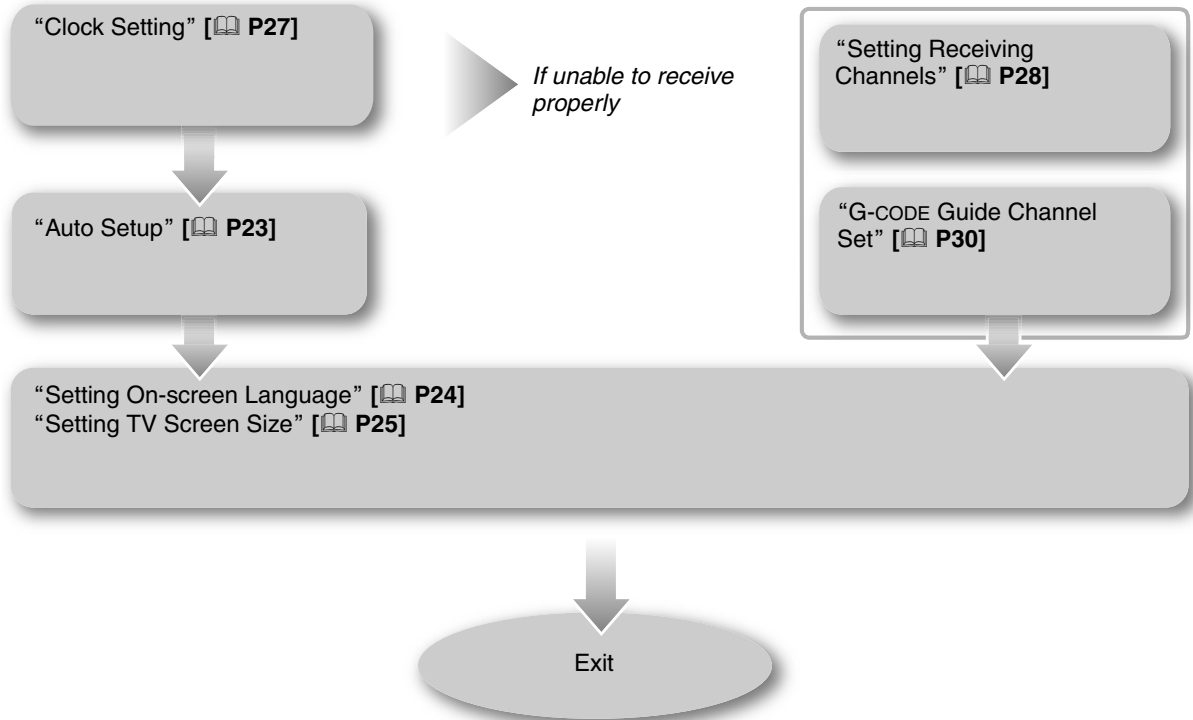 “Clock Setting” [🕮 P27]
If unable to receive
properly
“Setting Receiving
Channels” [🕮 P28]
“Auto Setup” [🕮 P23]
“G-CODE Guide Channel
Set” [🕮 P30]
“Setting On-screen Language” [🕮 P24]
“Setting TV Screen Size” [🕮 P25]
Exit